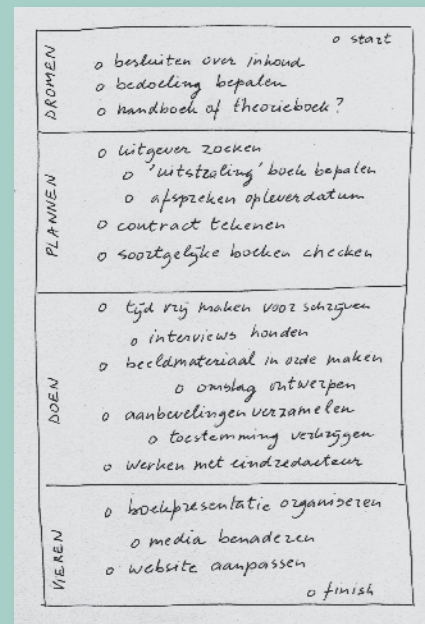 DROMEN
o start
o besluiten over inhoud
o bedoeling bepalen
o handboek of theorieboek?
PLANNEN
o uitgever zoeken
o 'uitstraling' boek bepalen
o afspreken opleverdatum
o contract tekenen
o soortgelijke boeken checken
DOEN
o tijd vrij maken voor schrijven
o interviews houden
o beeldmateriaal in orde maken
o omslag ontwerpen
o aanbevelingen verzamelen
o toestemming verkrijgen
o werken met eindredacteur
VIEREN
o boekpresentatie organiseren
o media benaderen
o website aanpassen
o finish